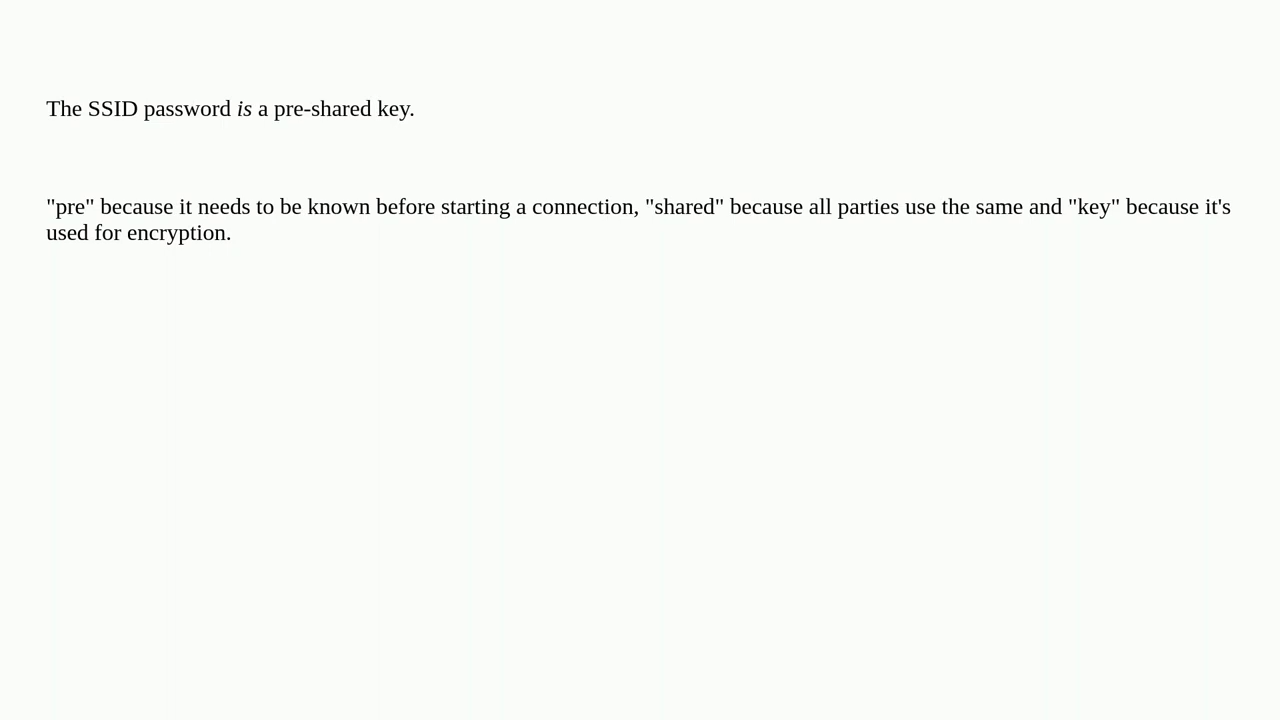 The SSID password is a pre-shared key.
"pre" because it needs to be known before starting a connection, "shared" because all parties use the same and "key" because it's
used for encryption.